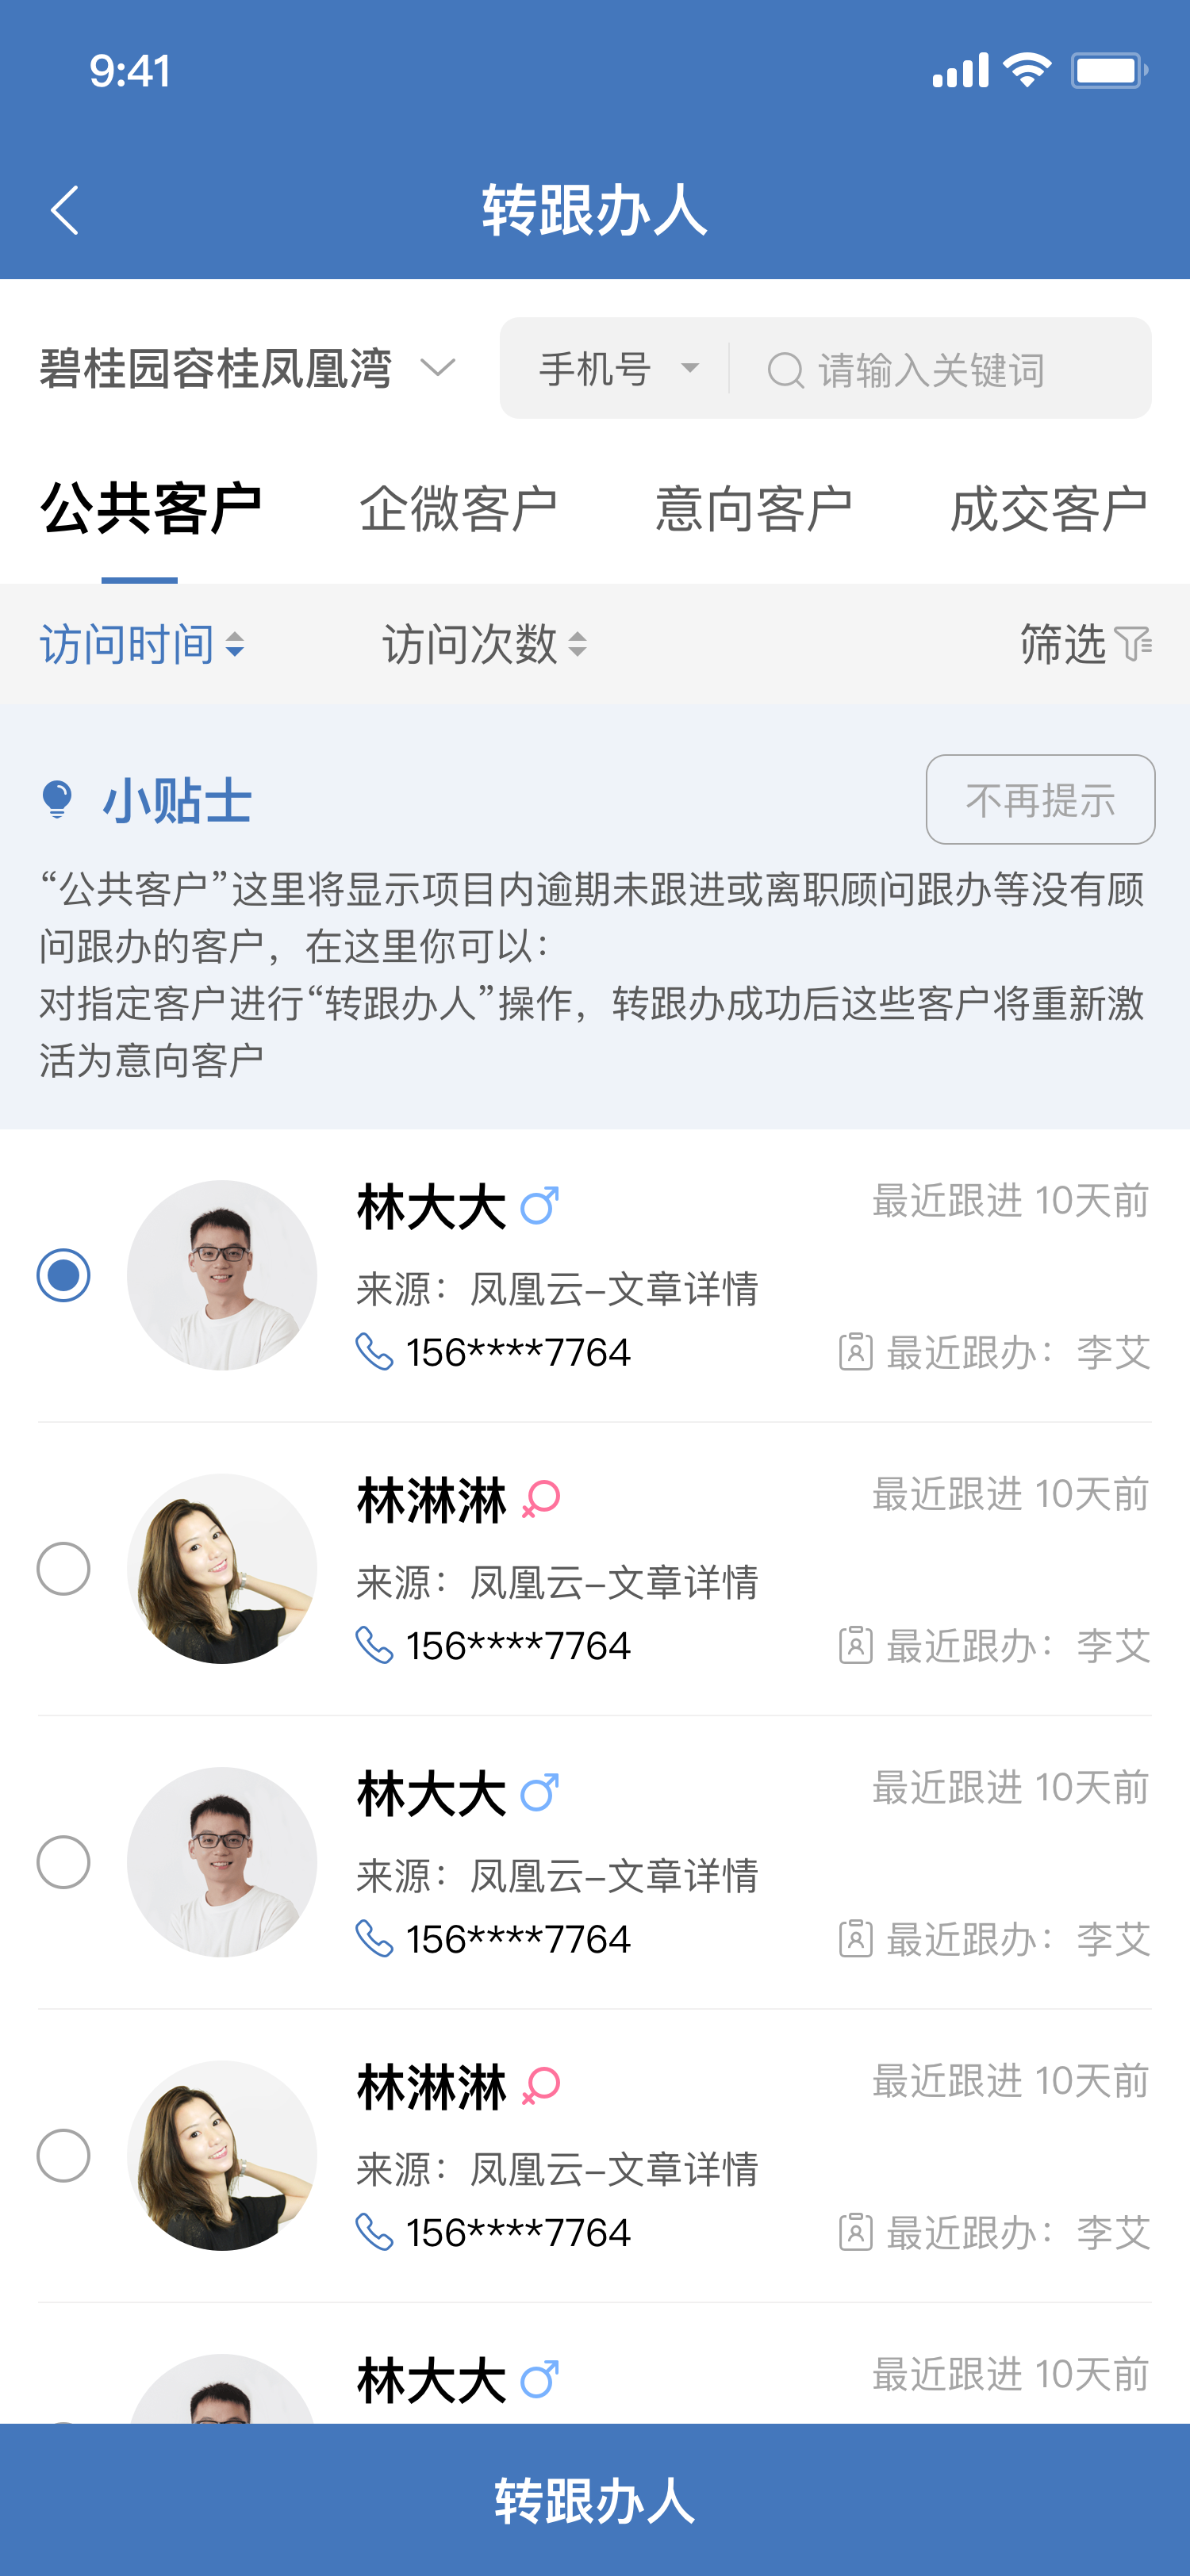 9:41
转跟办人
碧桂园容桂凤凰湾 手机号 请输入关键词
公共客户 企微客户 意向客户 成交客户
访问时间 访问次数 筛选
小贴士 不再提示
“公共客户”这里将显示项目内逾期未跟进或离职顾问跟办等没有顾
问跟办的客户，在这里你可以：
对指定客户进行“转跟办人”操作，转跟办成功后这些客户将重新激
活为意向客户
林大大 最近跟进 10天前
来源：凤凰云-文章详情
156****7764 最近跟办：李艾
林淋淋 最近跟进 10天前
来源：凤凰云-文章详情
156****7764 最近跟办：李艾
林大大 最近跟进 10天前
来源：凤凰云-文章详情
156****7764 最近跟办：李艾
林淋淋 最近跟进 10天前
来源：凤凰云-文章详情
156****7764 最近跟办：李艾
林大大 最近跟进 10天前
转跟办人